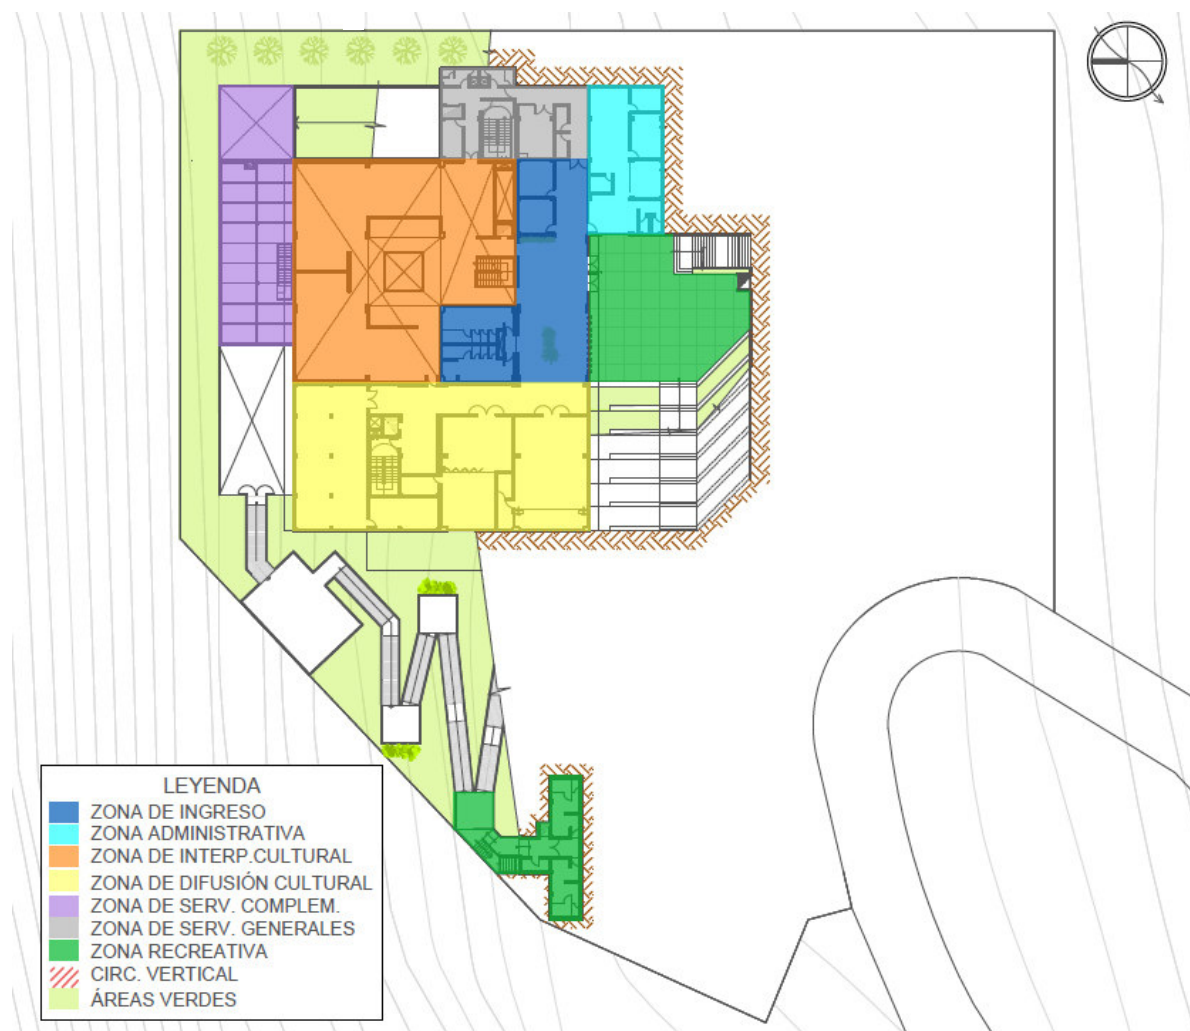 LEYENDA
ZONA DE INGRESO
ZONA ADMINISTRATIVA
ZONA DE INTERP.CULTURAL
ZONA DE DIFUSIÓN CULTURAL
ZONA DE SERV. COMPLEM.
ZONA DE SERV. GENERALES
ZONA RECREATIVA
CIRC. VERTICAL
ÁREAS VERDES